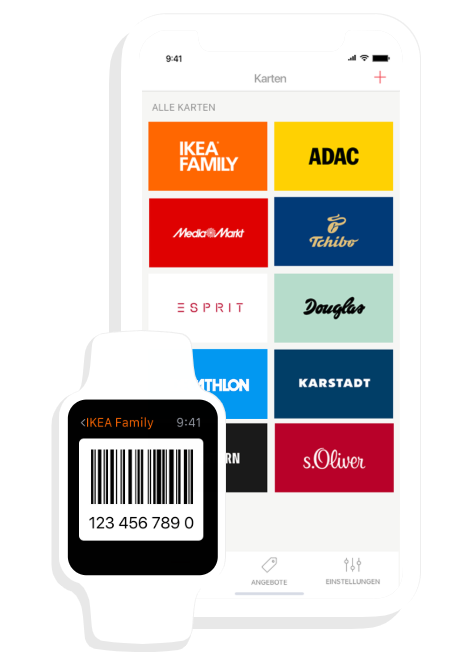 9:41
Karten
+
ALLE KARTEN
IKEA
FAMILY
ADAC
MediaMarkt
Tchibo
ESPRIT
Douglas
THLON
KARSTADT
RN
s.Oliver
<IKEA Family 9:41
123 456 789 0
ANGEBOTE
EINSTELLUNGEN